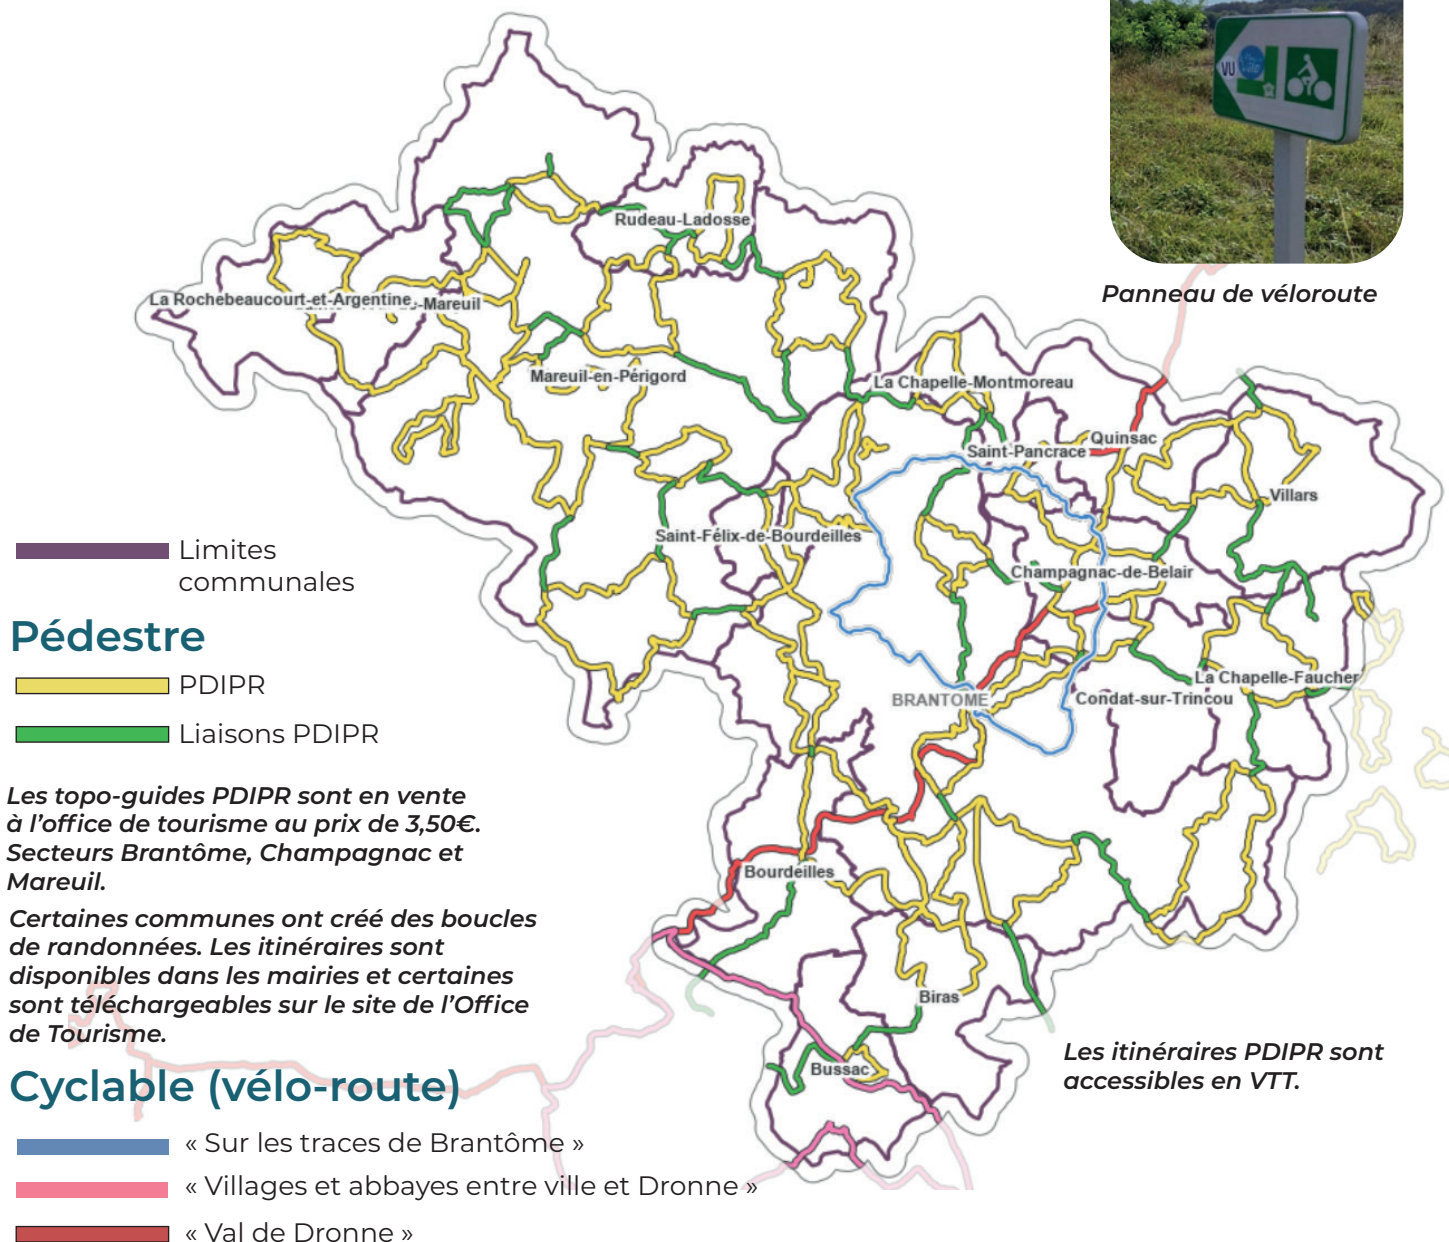 VU
Panneau de véloroute
Rudeau-Ladosse
La Rochebeaucourt-et-Argentine
-Mareuil
Mareuil-en-Périgord
La Chapelle-Montmoreau
Quinsac
Saint-Pancrace
Villars
Saint-Félix-de-Bourdeilles
Champagnac-de-Belair
La Chapelle-Faucher
BRANTOME
Condat-sur-Trincou
Bourdeilles
Biras
Bussac
Limites
communales
Pédestre
PDIPR
Liaisons PDIPR
Les topo-guides PDIPR sont en vente
à l’office de tourisme au prix de 3,50€.
Secteurs Brantôme, Champagnac et
Mareuil.
Certaines communes ont créé des boucles
de randonnées. Les itinéraires sont
disponibles dans les mairies et certaines
sont téléchargeables sur le site de l’Office
de Tourisme.
Les itinéraires PDIPR sont
accessibles en VTT.
Cyclable (vélo-route)
« Sur les traces de Brantôme »
« Villages et abbayes entre ville et Dronne »
« Val de Dronne »